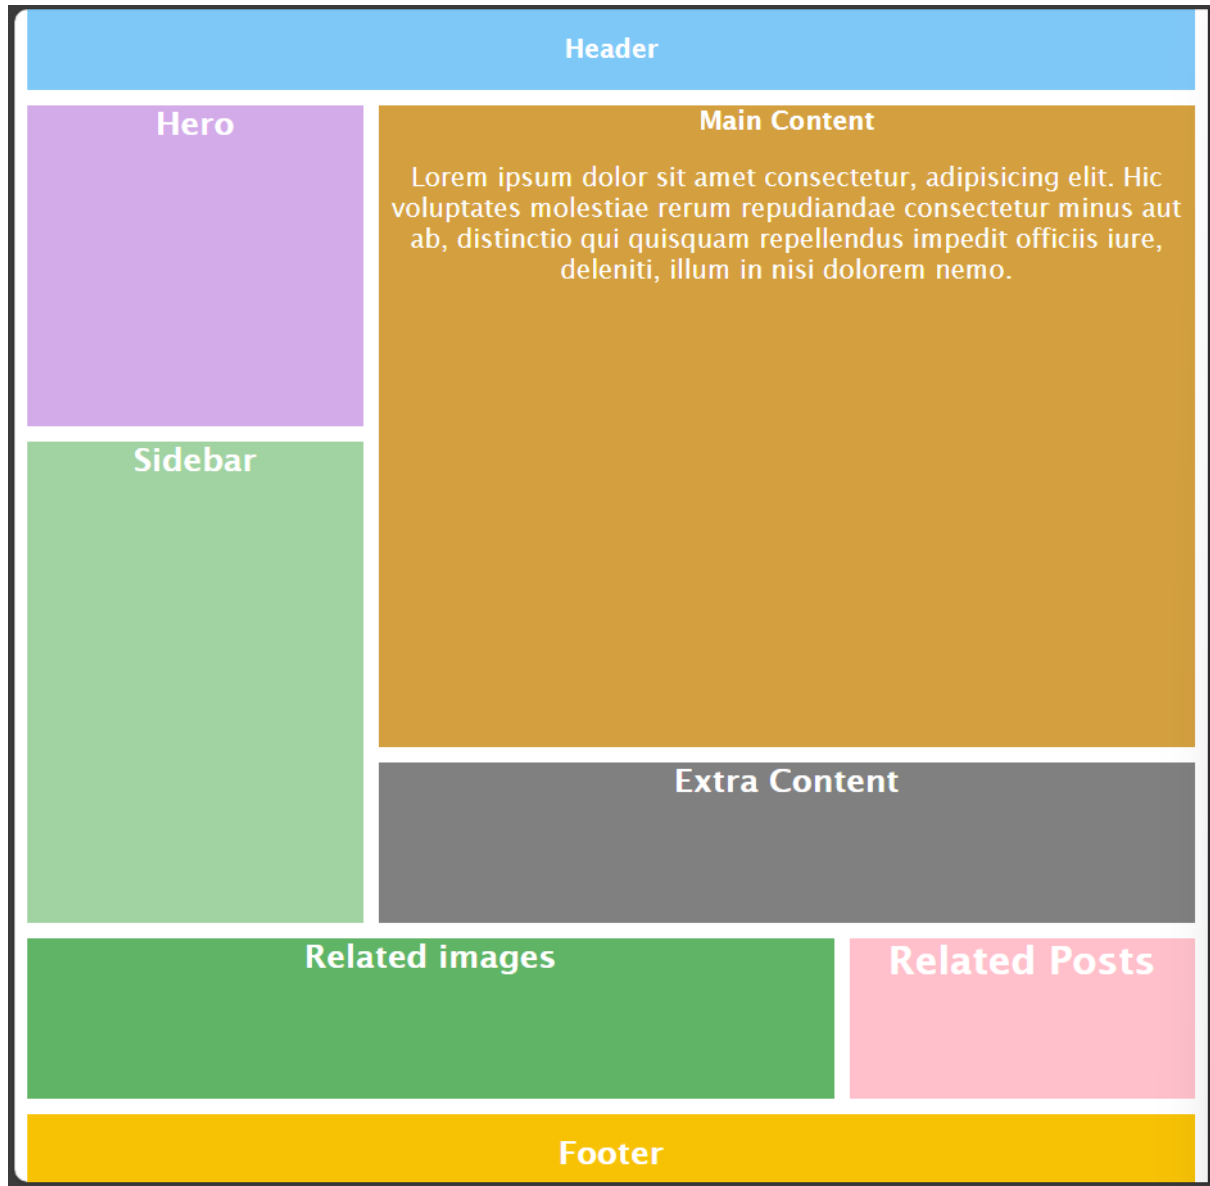 Header
Hero
Main Content
Lorem ipsum dolor sit amet consectetur, adipisicing elit. Hic
voluptates molestiae rerum repudiandae consectetur minus aut
ab, distinctio qui quisquam repellendus impedit officiis iure,
deleniti, illum in nisi dolorem nemo.
Sidebar
Extra Content
Related images
Related Posts
Footer